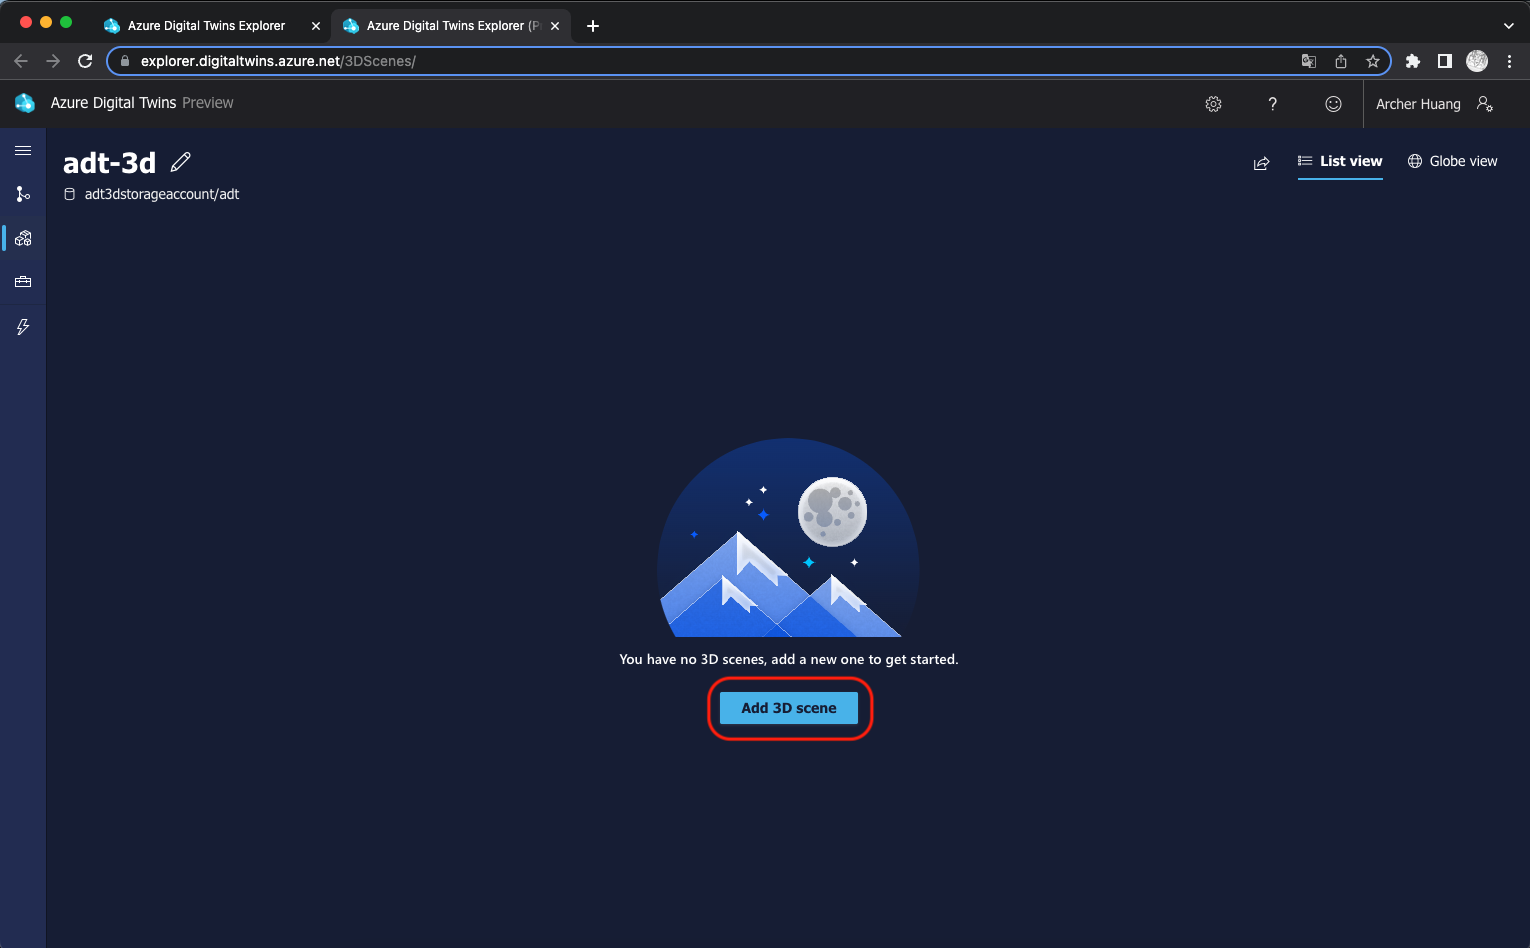 Azure Digital Twins Explorer
Azure Digital Twins Explorer (P
explorer.digitaltwins.azure.net/3DScenes/
Azure Digital Twins Preview
?
Archer Huang
adt-3d
List view
Globe view
adt3dstorageaccount/adt
You have no 3D scenes, add a new one to get started.
Add 3D scene